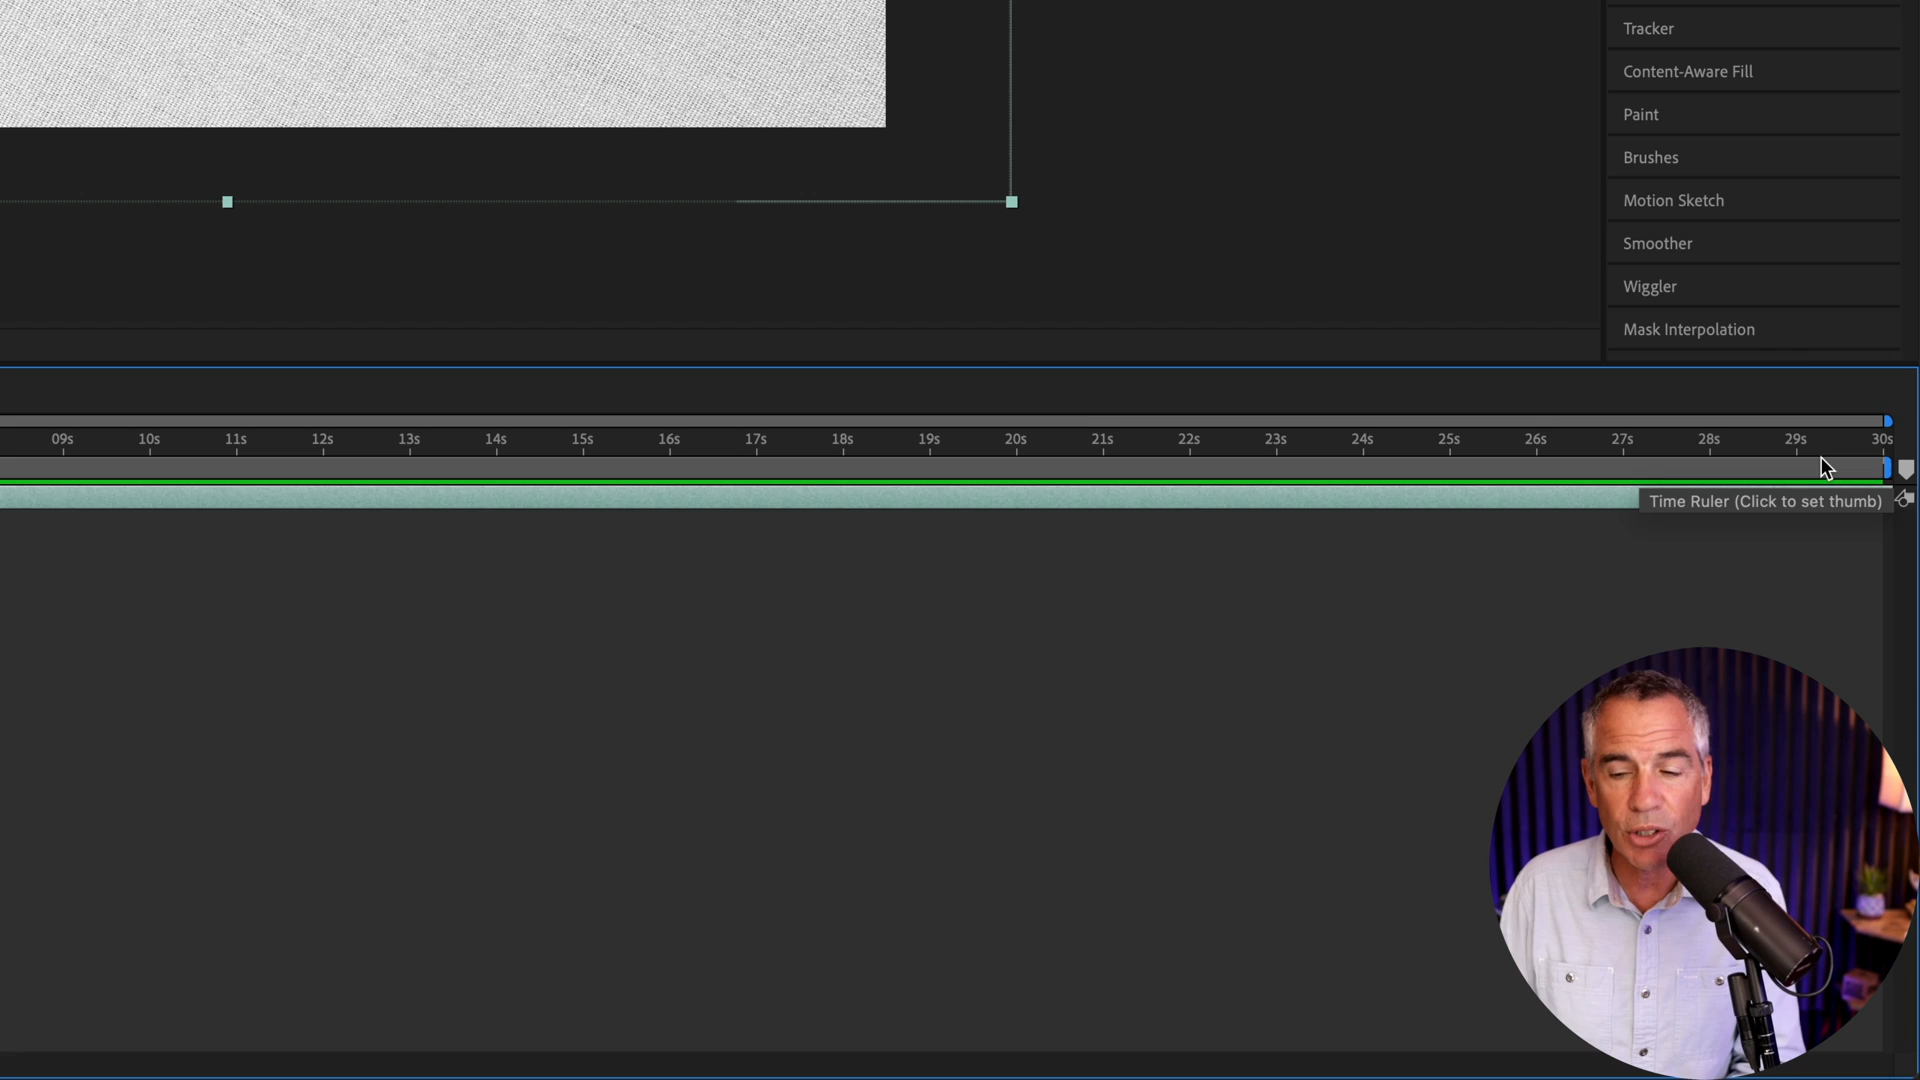 Tracker
Content-Aware Fill
Paint
Brushes
Motion Sketch
Smoother
Wiggler
Mask Interpolation
09s 10s 11s 12s 13s 14s 15s 16s 17s 18s 19s 20s 21s 22s 23s 24s 25s 26s 27s 28s 29s 30s
Time Ruler (Click to set thumb)